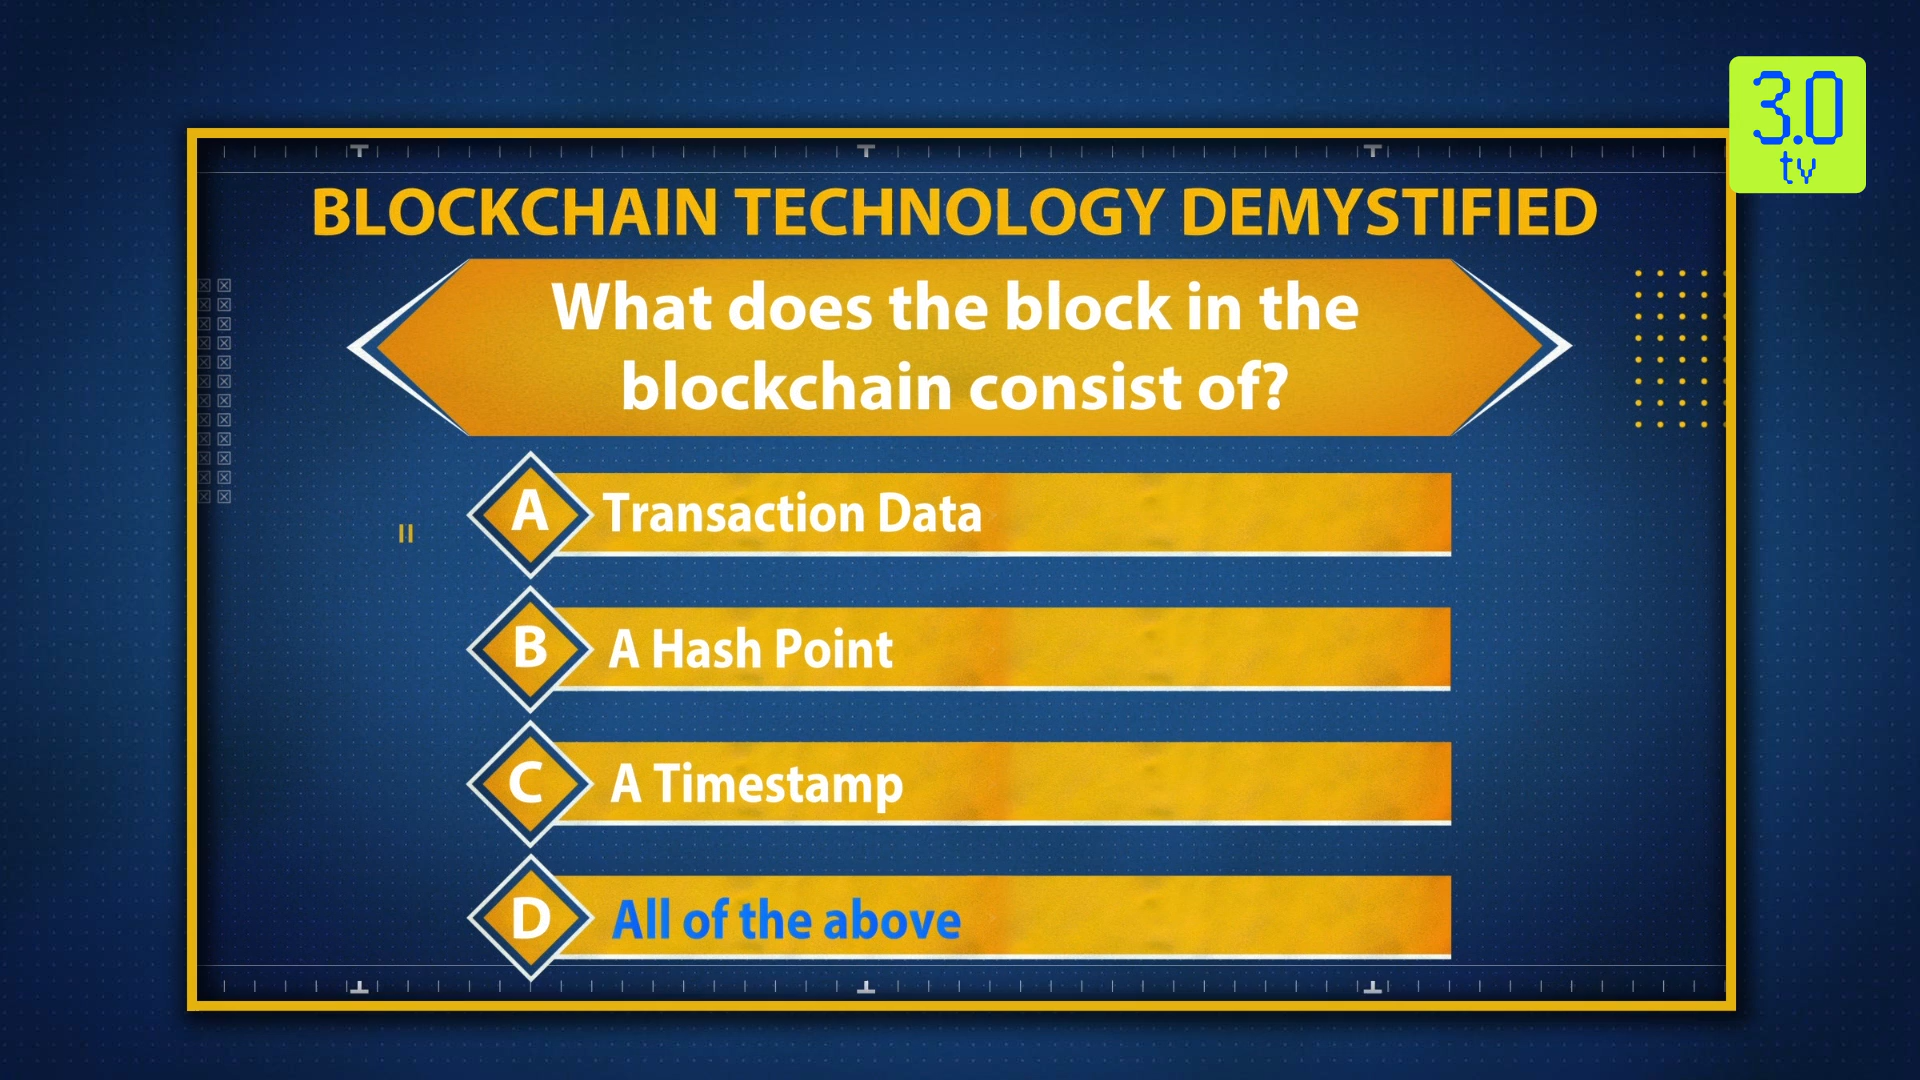 3.0
tv
BLOCKCHAIN TECHNOLOGY DEMYSTIFIED
What does the block in the
blockchain consist of?
A Transaction Data
B A Hash Point
C A Timestamp
D All of the above